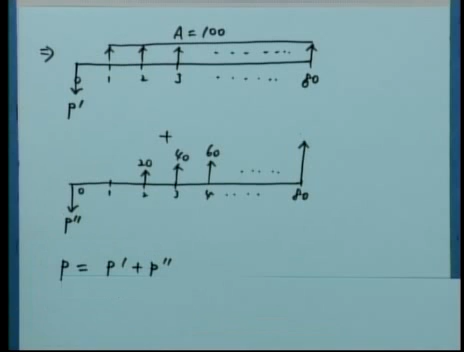 ⇒ A = 100
0 1 2 3 ...... 80
P'
+
20 40 60 .....
0 1 2 3 4 ..... 80
P"
P = P' + P"